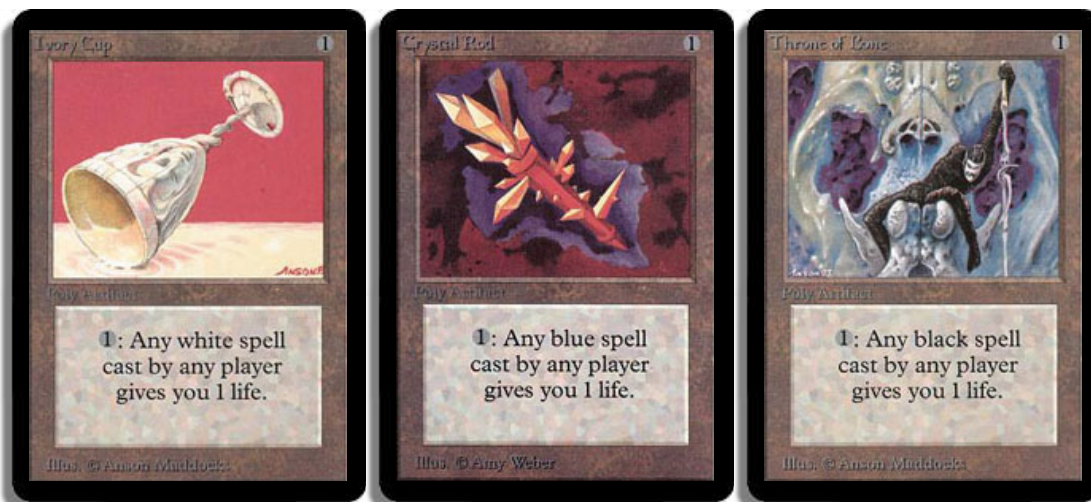 Ivory Cup 1
ANSON
Poly Artifact
1: Any white spell
cast by any player
gives you 1 life.
Illus. © Anson Maddocks
Crystal Rod 1
Poly Artifact
1: Any blue spell
cast by any player
gives you 1 life.
Illus. © Amy Weber
Throne of Bone 1
Poly Artifact
1: Any black spell
cast by any player
gives you 1 life.
Illus. © Anson Maddocks